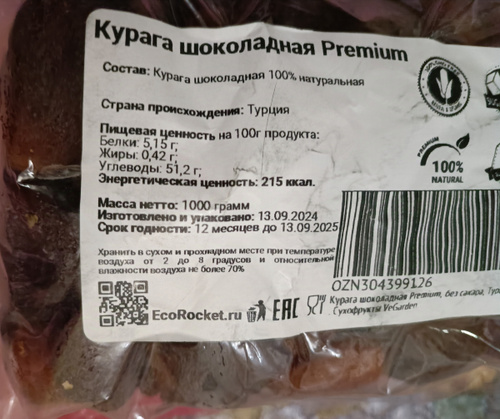 Курага шоколадная Premium
Состав: Курага шоколадная 100% натуральная
Страна происхождения: Турция
Пищевая ценность на 100г продукта:
Белки: 5,15 г;
Жиры: 0,42 г;
Углеводы: 51,2 г;
Энергетическая ценность: 215 ккал.
Масса нетто: 1000 грамм
Изготовлено и упаковано: 13.09.2024
Срок годности: 12 месяцев до 13.09.2025
Хранить в сухом и прохладном месте при температуре
воздуха от 2 до 8 градусов и относительной
влажности воздуха не более 70%
EcoRocket.ru
EAC
PREMIUM
100%
NATURAL
OZN304399126
Курага шоколадная Premium, без сахара,
Сухофрукты VeGarden